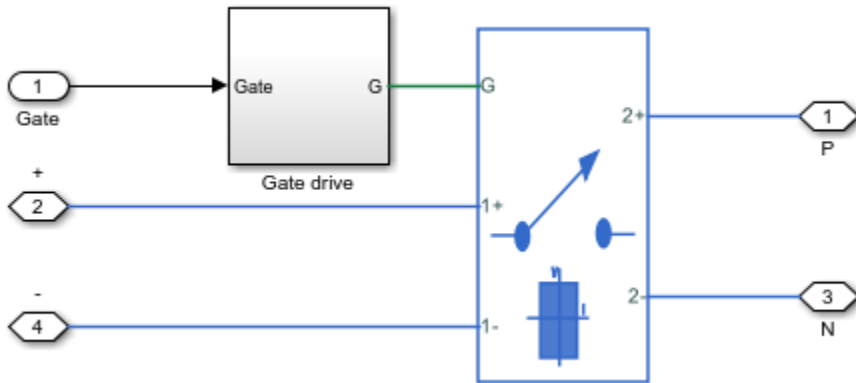 1
Gate
Gate G
Gate drive
G
+
2
1+
-
4
1-
2+
1
P
2-
3
N
v
I